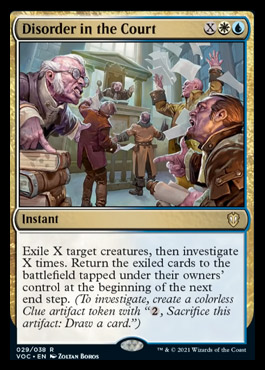 Disorder in the Court X
Instant
Exile X target creatures, then investigate
X times. Return the exiled cards to the
battlefield tapped under their owners'
control at the beginning of the next
end step. (To investigate, create a colorless
Clue artifact token with “2, Sacrifice this
artifact: Draw a card.”)
029/038 R
VOC • EN ZOLTAN BOROS
™ & © 2021 Wizards of the Coast